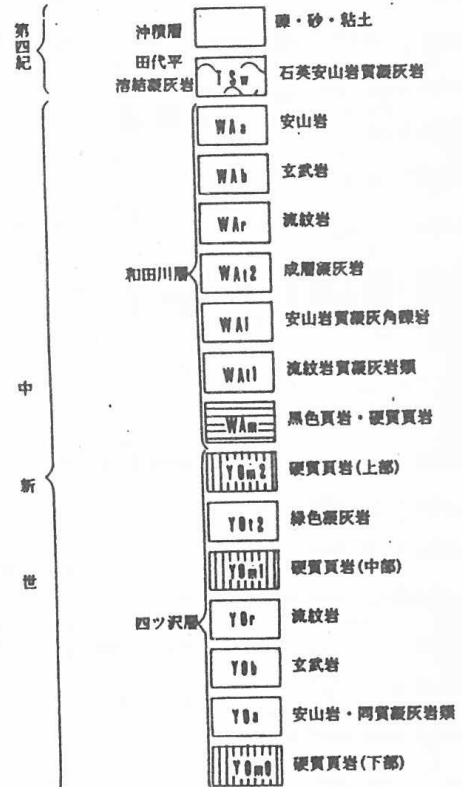 第四紀
沖積層 礫・砂・粘土
田代平
溶結凝灰岩 TSw 石英安山岩質凝灰岩
中新世
和田川層
WAa 安山岩
WAb 玄武岩
WAr 流紋岩
WAt2 成層凝灰岩
WAl 安山岩質凝灰角礫岩
WAt1 流紋岩質凝灰岩類
WAm 黒色頁岩・硬質頁岩
四ツ沢層
YOm2 硬質頁岩(上部)
YOt2 緑色凝灰岩
YOm1 硬質頁岩(中部)
YOr 流紋岩
YOb 玄武岩
YOa 安山岩・同質凝灰岩類
YOm0 硬質頁岩(下部)